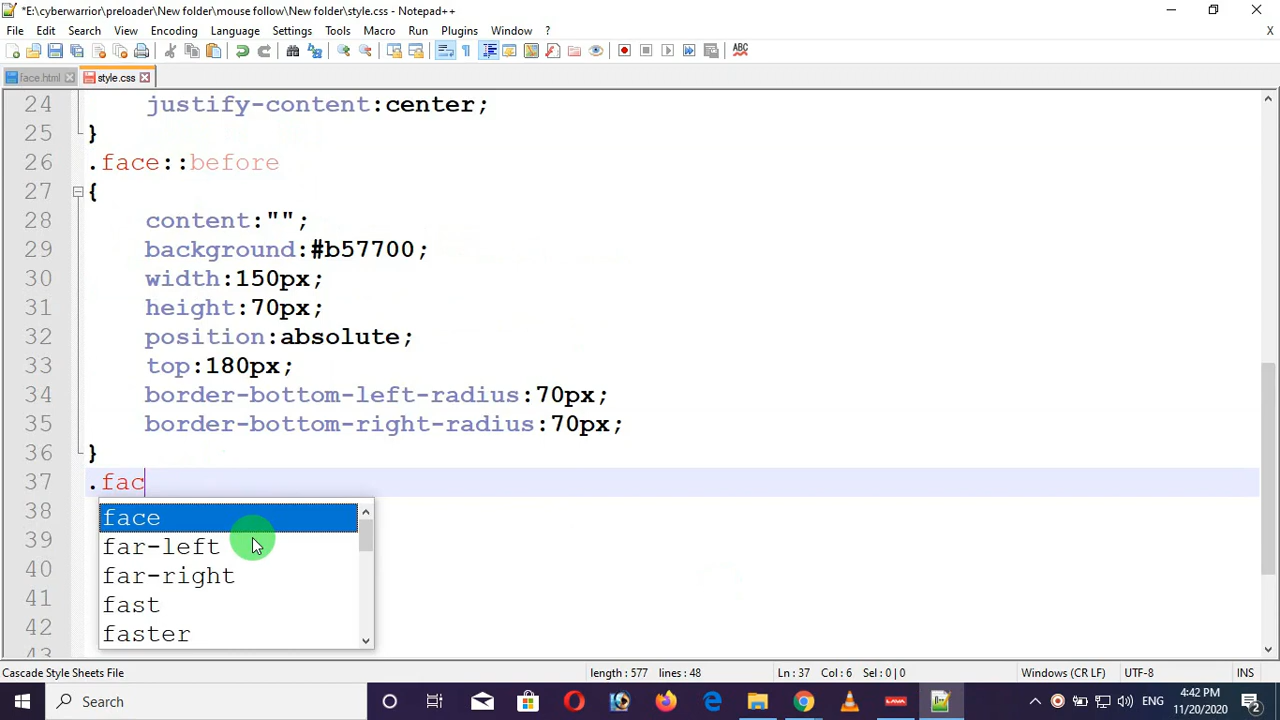 *E:\cyberwarrior\preloader\New folder\mouse follow\New folder\style.css - Notepad++
File Edit Search View Encoding Language Settings Tools Macro Run Plugins Window ?
X
ABC
face.html style.css
24 justify-content:center;
25 }
26 .face::before
27 {
28 content:"";
29 background:#b57700;
30 width:150px;
31 height:70px;
32 position:absolute;
33 top:180px;
34 border-bottom-left-radius:70px;
35 border-bottom-right-radius:70px;
36 }
37 .fac
38 face
39 far-left
40 far-right
41 fast
42 faster
43
Cascade Style Sheets File length : 577 lines : 48 Ln : 37 Col : 6 Sel : 0 | 0 Windows (CR LF) UTF-8 INS
Search LAVA ENG 4:42 PM
11/20/2020 2